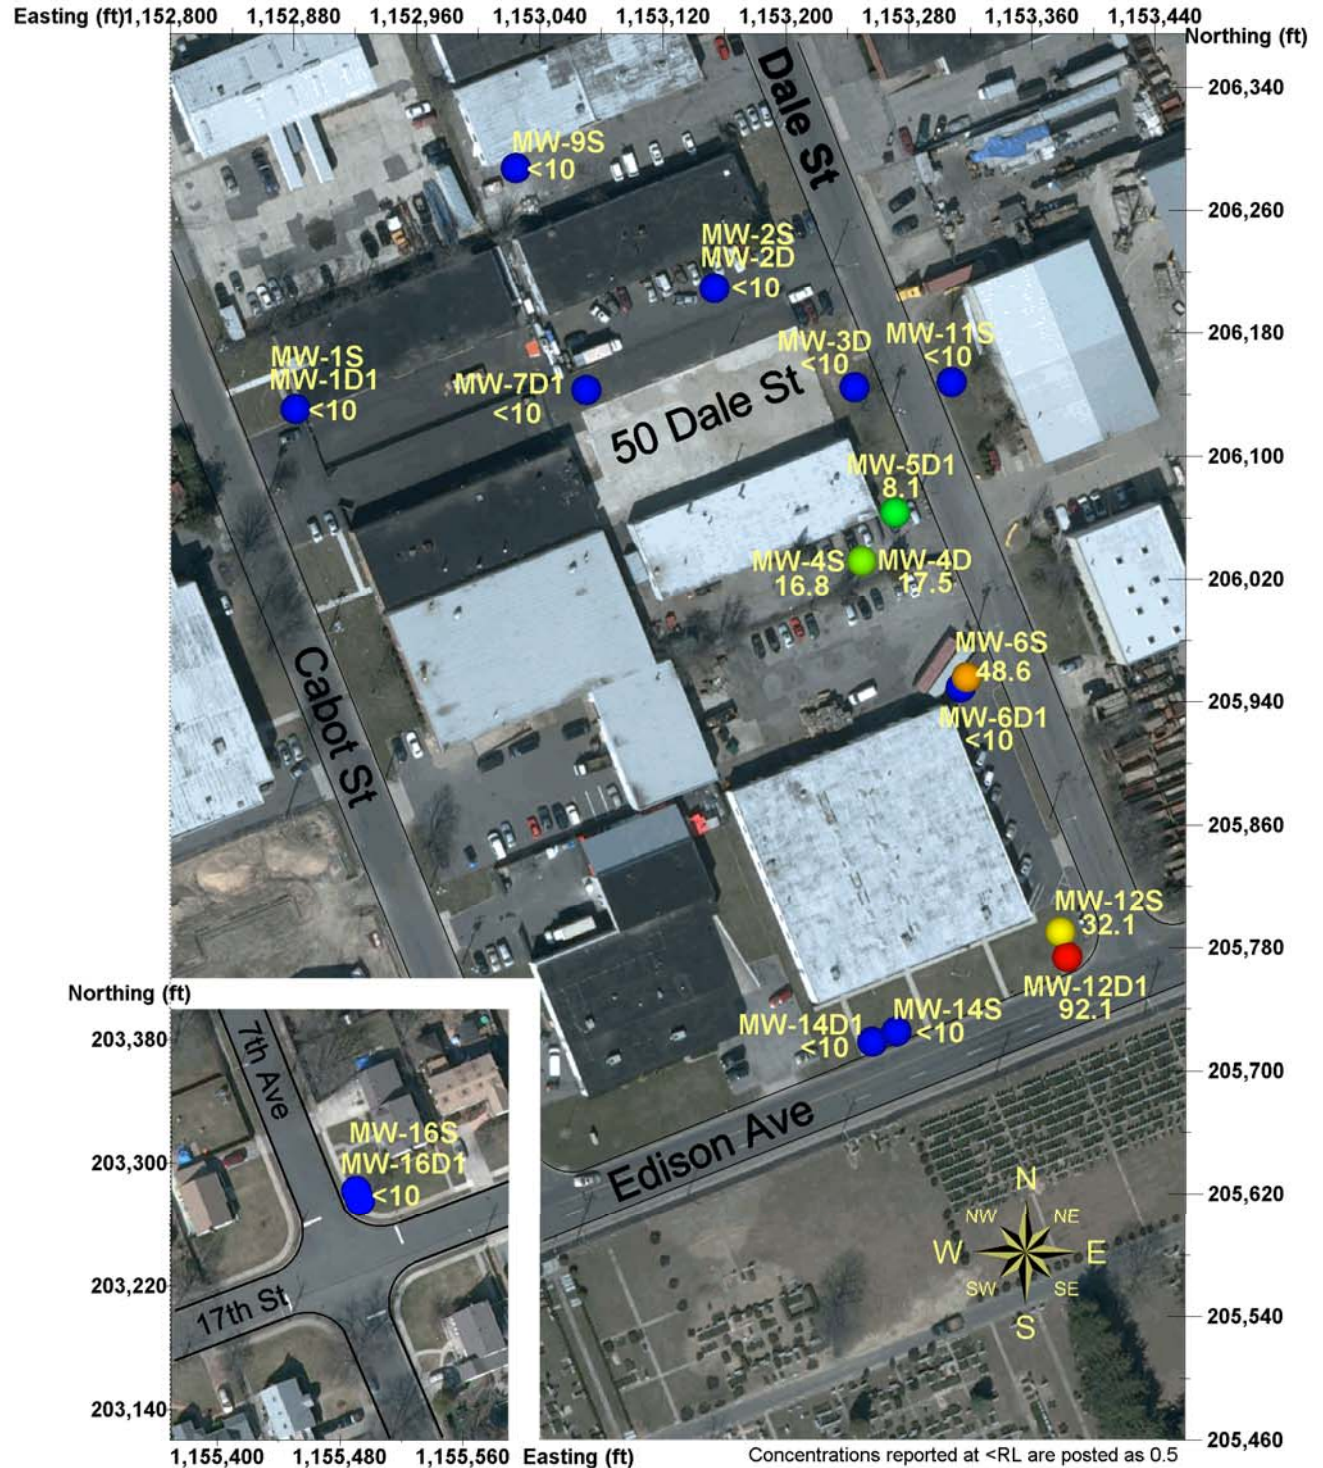 Easting (ft) 1,152,800 1,152,880 1,152,960 1,153,040 1,153,120 1,153,200 1,153,280 1,153,360 1,153,440
Northing (ft)
206,340
206,260
206,180
206,100
206,020
205,940
205,860
205,780
205,700
205,620
205,540
205,460
Dale St
MW-9S
<10
MW-2S
MW-2D
<10
MW-3D
<10
MW-11S
<10
MW-1S
MW-1D1
<10
MW-7D1
<10
50 Dale St
MW-5D1
8.1
MW-4S
16.8
MW-4D
17.5
MW-6S
48.6
MW-6D1
<10
Cabot St
MW-12S
32.1
MW-12D1
92.1
MW-14D1
<10
MW-14S
<10
Edison Ave
N
NW NE
W E
SW SE
S
Northing (ft)
203,380
203,300
203,220
203,140
7th Ave
MW-16S
MW-16D1
<10
17th St
1,155,400 1,155,480 1,155,560 Easting (ft)
Concentrations reported at <RL are posted as 0.5